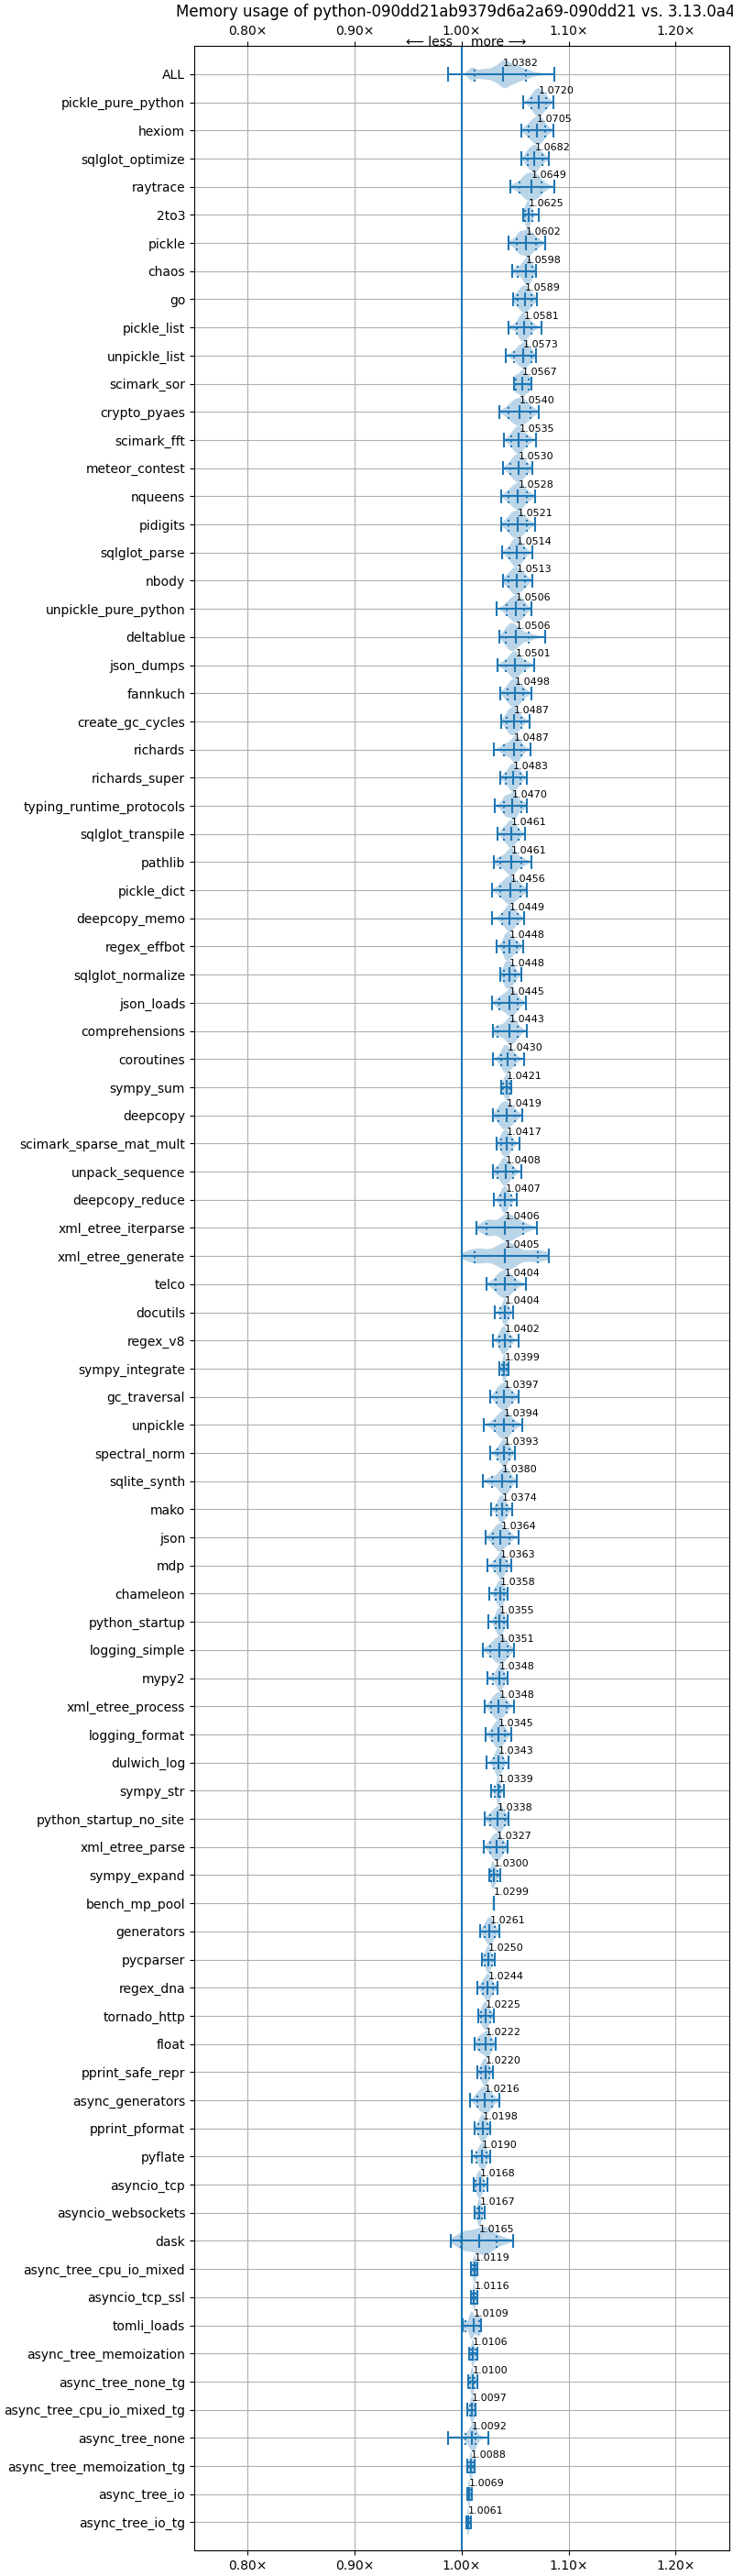 Memory usage of python-090dd21ab9379d6a2a69-090dd21 vs. 3.13.0a4
0.80× 0.90× 1.00× 1.10× 1.20×
⟵ less more ⟶
ALL 1.0382
pickle_pure_python 1.0720
hexiom 1.0705
sqlglot_optimize 1.0682
raytrace 1.0649
2to3 1.0625
pickle 1.0602
chaos 1.0598
go 1.0589
pickle_list 1.0581
unpickle_list 1.0573
scimark_sor 1.0567
crypto_pyaes 1.0540
scimark_fft 1.0535
meteor_contest 1.0530
nqueens 1.0528
pidigits 1.0521
sqlglot_parse 1.0514
nbody 1.0513
unpickle_pure_python 1.0506
deltablue 1.0506
json_dumps 1.0501
fannkuch 1.0498
create_gc_cycles 1.0487
richards 1.0487
richards_super 1.0483
typing_runtime_protocols 1.0470
sqlglot_transpile 1.0461
pathlib 1.0461
pickle_dict 1.0456
deepcopy_memo 1.0449
regex_effbot 1.0448
sqlglot_normalize 1.0448
json_loads 1.0445
comprehensions 1.0443
coroutines 1.0430
sympy_sum 1.0421
deepcopy 1.0419
scimark_sparse_mat_mult 1.0417
unpack_sequence 1.0408
deepcopy_reduce 1.0407
xml_etree_iterparse 1.0406
xml_etree_generate 1.0405
telco 1.0404
docutils 1.0404
regex_v8 1.0402
sympy_integrate 1.0399
gc_traversal 1.0397
unpickle 1.0394
spectral_norm 1.0393
sqlite_synth 1.0380
mako 1.0374
json 1.0364
mdp 1.0363
chameleon 1.0358
python_startup 1.0355
logging_simple 1.0351
mypy2 1.0348
xml_etree_process 1.0348
logging_format 1.0345
dulwich_log 1.0343
sympy_str 1.0339
python_startup_no_site 1.0338
xml_etree_parse 1.0327
sympy_expand 1.0300
bench_mp_pool 1.0299
generators 1.0261
pycparser 1.0250
regex_dna 1.0244
tornado_http 1.0225
float 1.0222
pprint_safe_repr 1.0220
async_generators 1.0216
pprint_pformat 1.0198
pyflate 1.0190
asyncio_tcp 1.0168
asyncio_websockets 1.0167
dask 1.0165
async_tree_cpu_io_mixed 1.0119
asyncio_tcp_ssl 1.0116
tomli_loads 1.0109
async_tree_memoization 1.0106
async_tree_none_tg 1.0100
async_tree_cpu_io_mixed_tg 1.0097
async_tree_none 1.0092
async_tree_memoization_tg 1.0088
async_tree_io 1.0069
async_tree_io_tg 1.0061
0.80× 0.90× 1.00× 1.10× 1.20×